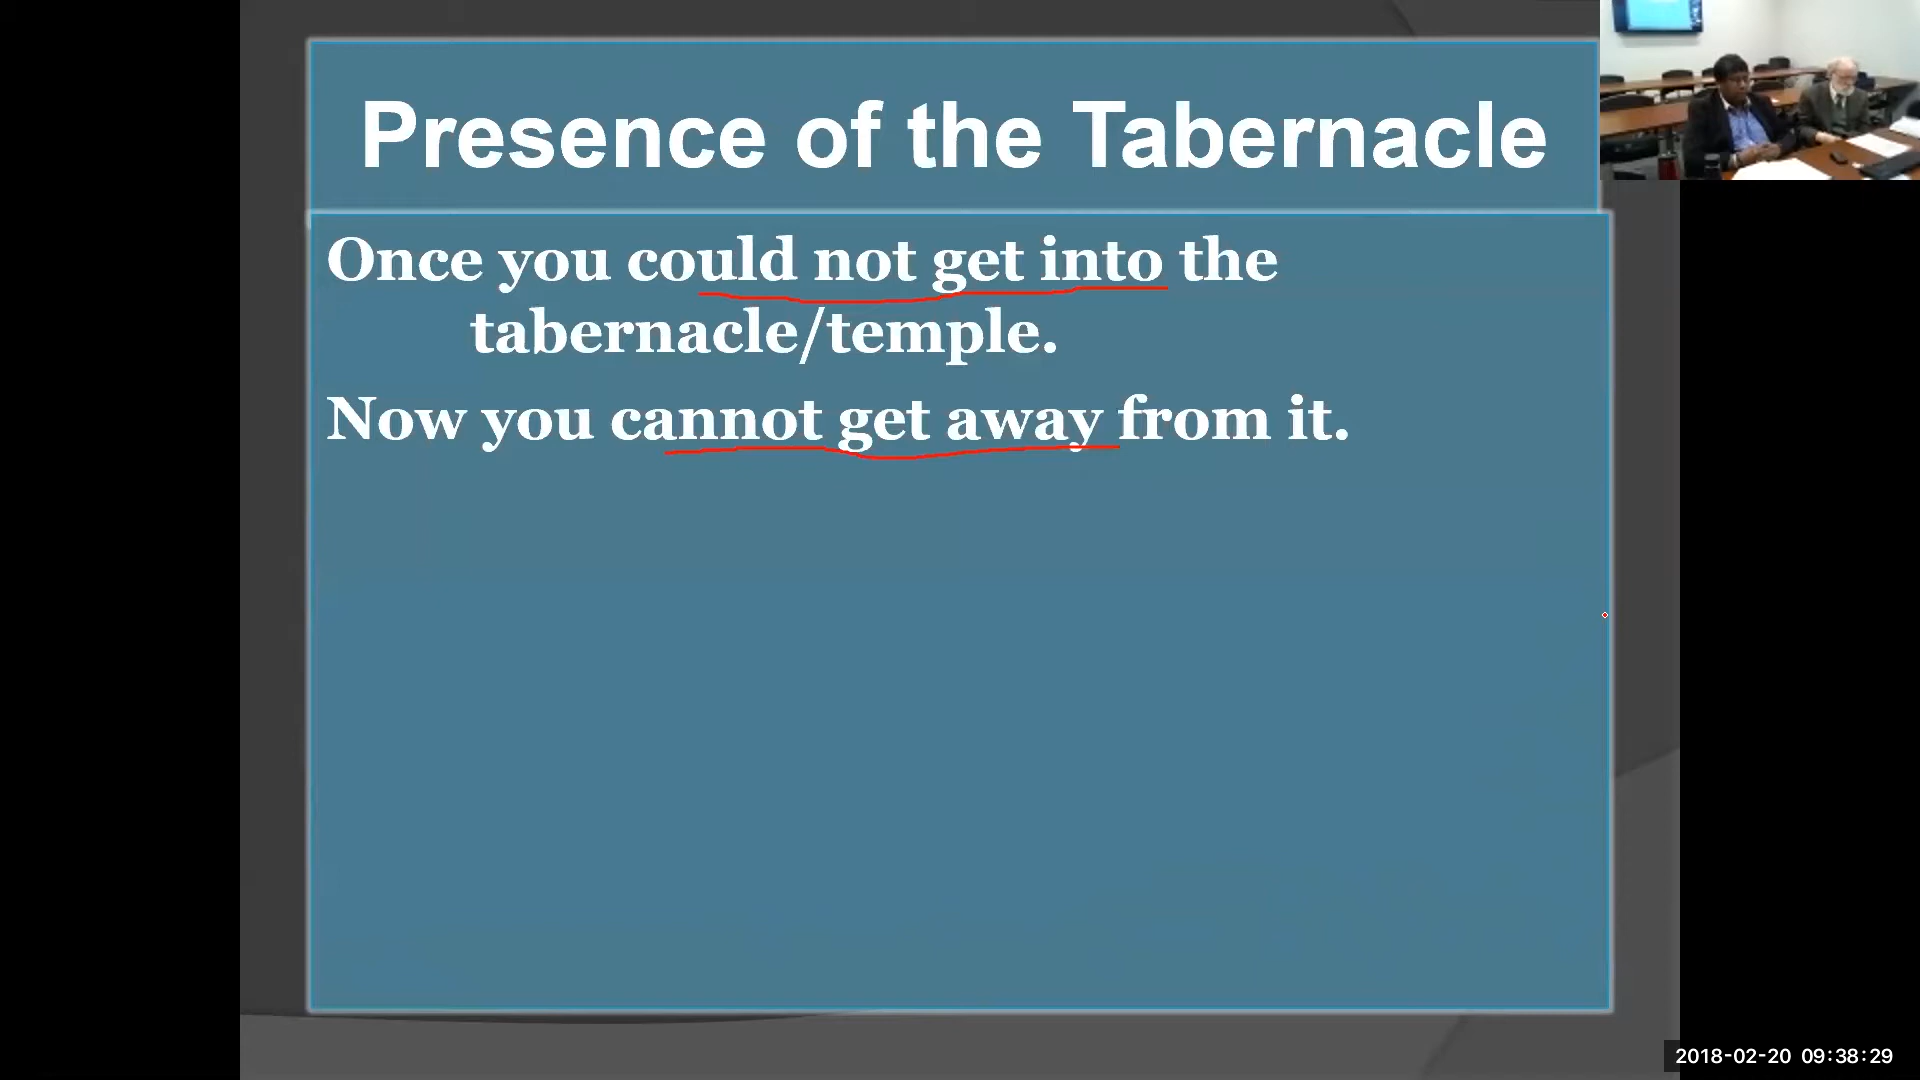 Presence of the Tabernacle
Once you could not get into the
tabernacle/temple.
Now you cannot get away from it.
2018-02-20 09:38:29